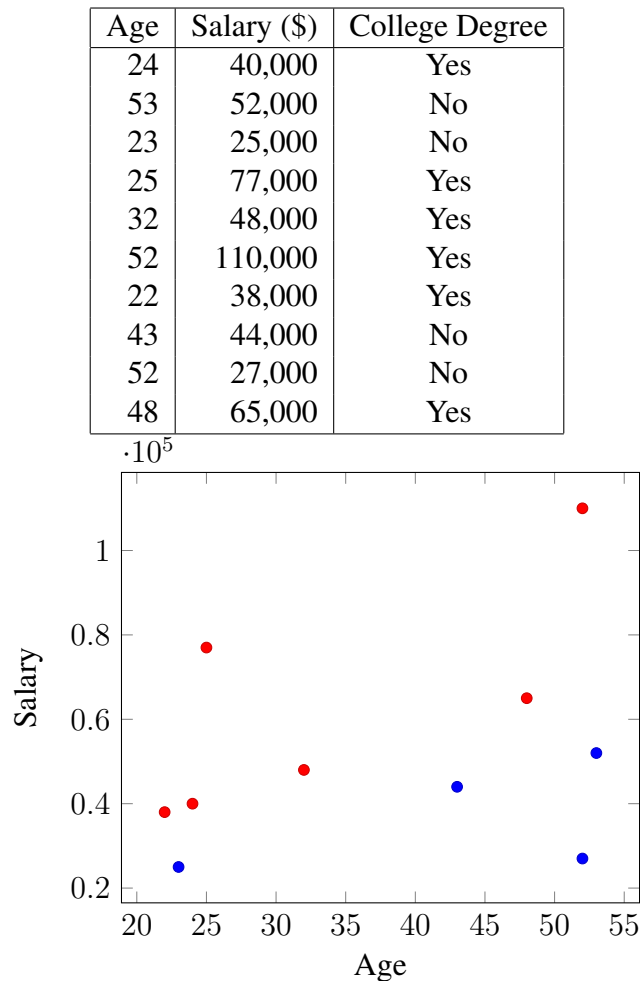 Age Salary ($) College Degree
24 40,000 Yes
53 52,000 No
23 25,000 No
25 77,000 Yes
32 48,000 Yes
52 110,000 Yes
22 38,000 Yes
43 44,000 No
52 27,000 No
48 65,000 Yes
·10⁵
1
0.8
0.6
0.4
0.2
Salary
20 25 30 35 40 45 50 55
Age